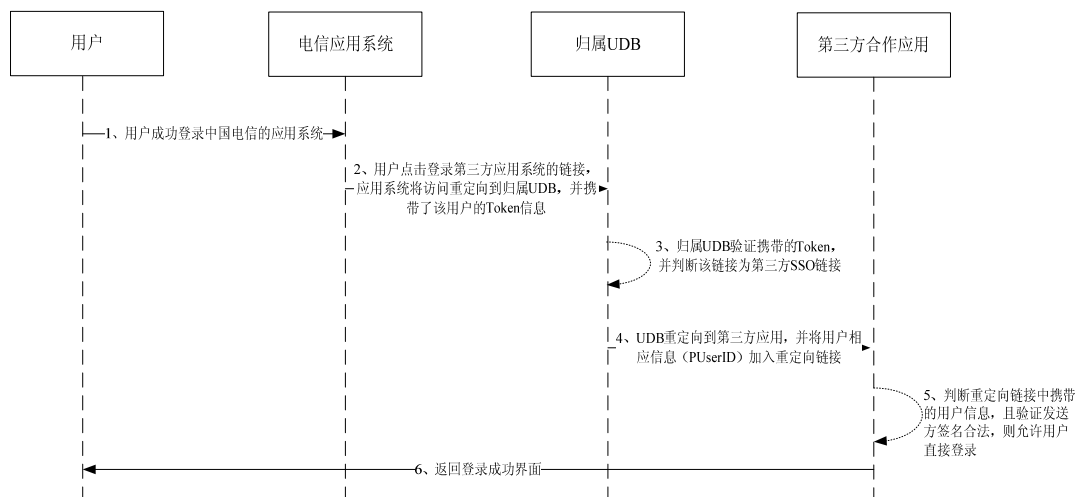 用户
电信应用系统
归属UDB
第三方合作应用
1、用户成功登录中国电信的应用系统
2、用户点击登录第三方应用系统的链接，
应用系统将访问重定向到归属UDB，并携
带了该用户的Token信息
3、归属UDB验证携带的Token，
并判断该链接为第三方SSO链接
4、UDB重定向到第三方应用，并将用户相
应信息（PUserID）加入重定向链接
5、判断重定向链接中携带
的用户信息，且验证发送
方签名合法，则允许用户
直接登录
6、返回登录成功界面